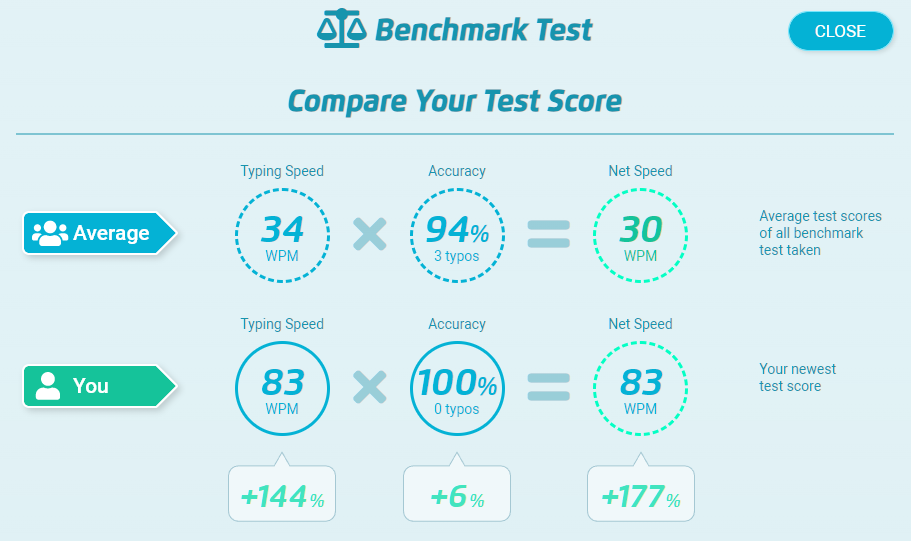 Benchmark Test
CLOSE
Compare Your Test Score
Typing Speed
Accuracy
Net Speed
Average
34
WPM
94%
3 typos
30
WPM
Average test scores
of all benchmark
test taken
Typing Speed
Accuracy
Net Speed
You
83
WPM
100%
0 typos
83
WPM
Your newest
test score
+144%
+6%
+177%